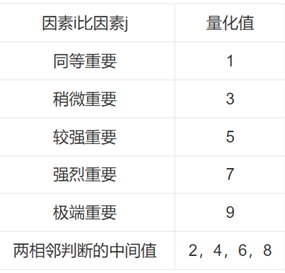 因素i比因素j 量化值
同等重要 1
稍微重要 3
较强重要 5
强烈重要 7
极端重要 9
两相邻判断的中间值 2，4，6，8